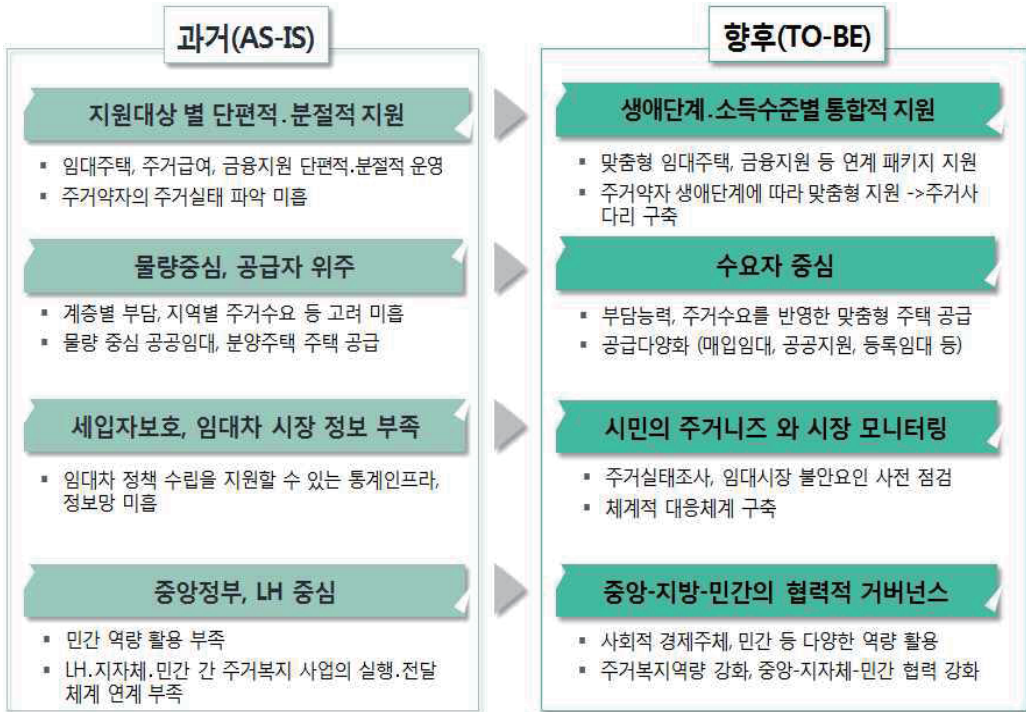 과거(AS-IS)
지원대상 별 단편적.분절적 지원
▪ 임대주택, 주거급여, 금융지원 단편적.분절적 운영
▪ 주거약자의 주거실태 파악 미흡
물량중심, 공급자 위주
▪ 계층별 부담, 지역별 주거수요 등 고려 미흡
▪ 물량 중심 공공임대, 분양주택 주택 공급
세입자보호, 임대차 시장 정보 부족
▪ 임대차 정책 수립을 지원할 수 있는 통계인프라,
정보망 미흡
중앙정부, LH 중심
▪ 민간 역량 활용 부족
▪ LH.지자체.민간 간 주거복지 사업의 실행.전달
체계 연계 부족
향후(TO-BE)
생애단계.소득수준별 통합적 지원
▪ 맞춤형 임대주택, 금융지원 등 연계 패키지 지원
▪ 주거약자 생애단계에 따라 맞춤형 지원 ->주거사
다리 구축
수요자 중심
▪ 부담능력, 주거수요를 반영한 맞춤형 주택 공급
▪ 공급다양화 (매입임대, 공공지원, 등록임대 등)
시민의 주거니즈 와 시장 모니터링
▪ 주거실태조사, 임대시장 불안요인 사전 점검
▪ 체계적 대응체계 구축
중앙-지방-민간의 협력적 거버넌스
▪ 사회적 경제주체, 민간 등 다양한 역량 활용
▪ 주거복지역량 강화, 중앙-지자체-민간 협력 강화